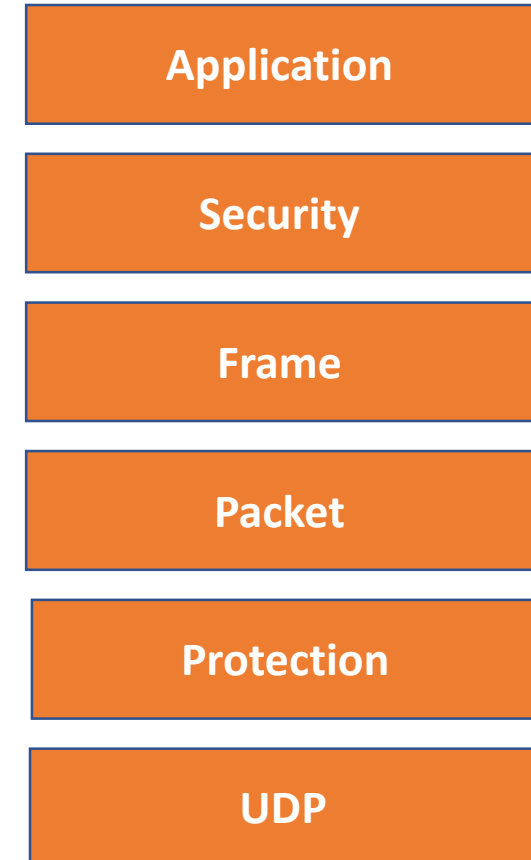 Application
Security
Frame
Packet
Protection
UDP